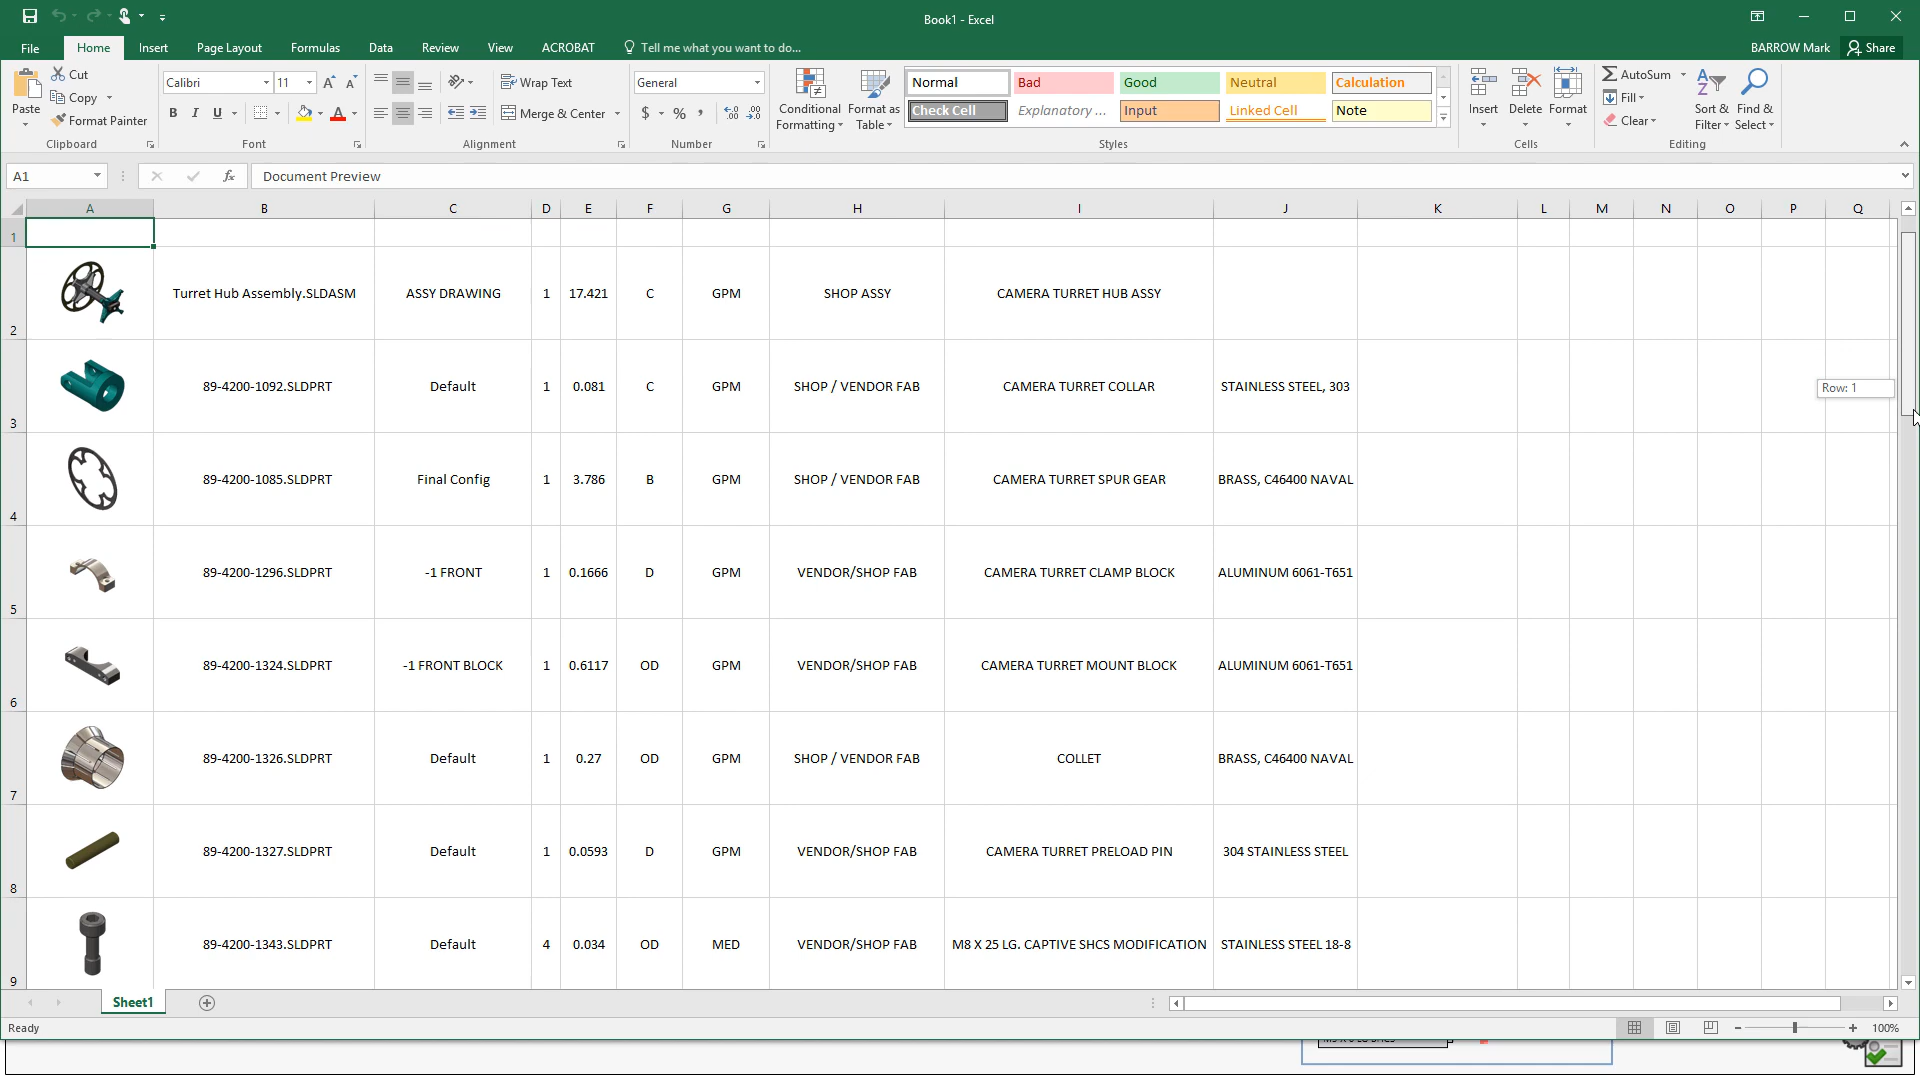 Book1 - Excel
File Home Insert Page Layout Formulas Data Review View ACROBAT Tell me what you want to do... BARROW Mark Share
Paste Cut Copy Format Painter Clipboard
Calibri 11 B I U Font
Wrap Text Merge & Center Alignment
General $ % , Number
Conditional Formatting Format as Table
Normal Bad Good Neutral Calculation
Check Cell Explanatory ... Input Linked Cell Note
Styles
Insert Delete Format Cells
AutoSum Fill Clear Sort & Filter Find & Select Editing
A1 fx Document Preview
A B C D E F G H I J K L M N O P Q
1
2 Turret Hub Assembly.SLDASM ASSY DRAWING 1 17.421 C GPM SHOP ASSY CAMERA TURRET HUB ASSY
3 89-4200-1092.SLDPRT Default 1 0.081 C GPM SHOP / VENDOR FAB CAMERA TURRET COLLAR STAINLESS STEEL, 303
Row: 1
4 89-4200-1085.SLDPRT Final Config 1 3.786 B GPM SHOP / VENDOR FAB CAMERA TURRET SPUR GEAR BRASS, C46400 NAVAL
5 89-4200-1296.SLDPRT -1 FRONT 1 0.1666 D GPM VENDOR/SHOP FAB CAMERA TURRET CLAMP BLOCK ALUMINUM 6061-T651
6 89-4200-1324.SLDPRT -1 FRONT BLOCK 1 0.6117 OD GPM VENDOR/SHOP FAB CAMERA TURRET MOUNT BLOCK ALUMINUM 6061-T651
7 89-4200-1326.SLDPRT Default 1 0.27 OD GPM SHOP / VENDOR FAB COLLET BRASS, C46400 NAVAL
8 89-4200-1327.SLDPRT Default 1 0.0593 D GPM VENDOR/SHOP FAB CAMERA TURRET PRELOAD PIN 304 STAINLESS STEEL
9 89-4200-1343.SLDPRT Default 4 0.034 OD MED VENDOR/SHOP FAB M8 X 25 LG. CAPTIVE SHCS MODIFICATION STAINLESS STEEL 18-8
Sheet1
Ready 100%